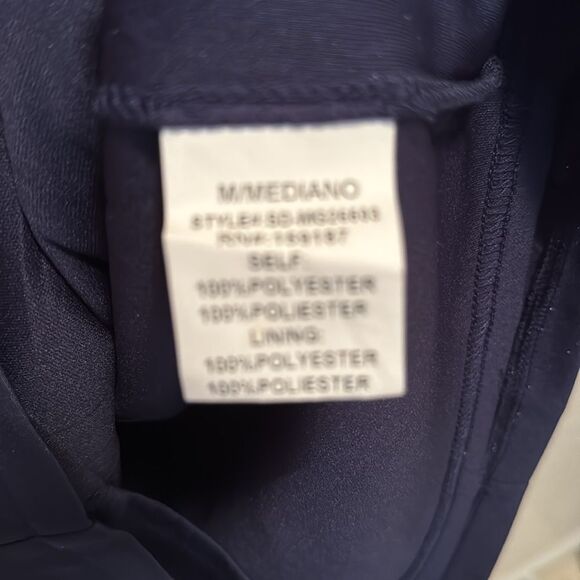 M/MEDIANO
STYLE#
SELF:
100%POLYESTER
100%POLIESTER
LINING:
100%POLYESTER
100%POLIESTER